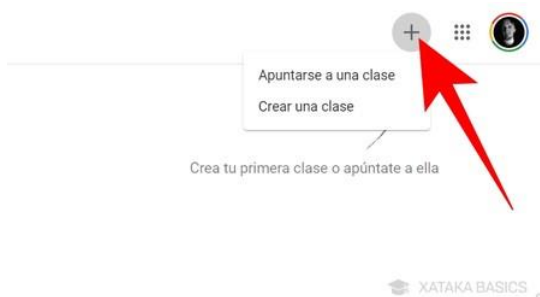 Apuntarse a una clase
Crear una clase
Crea tu primera clase o apúntate a ella
XATAKA BASICS